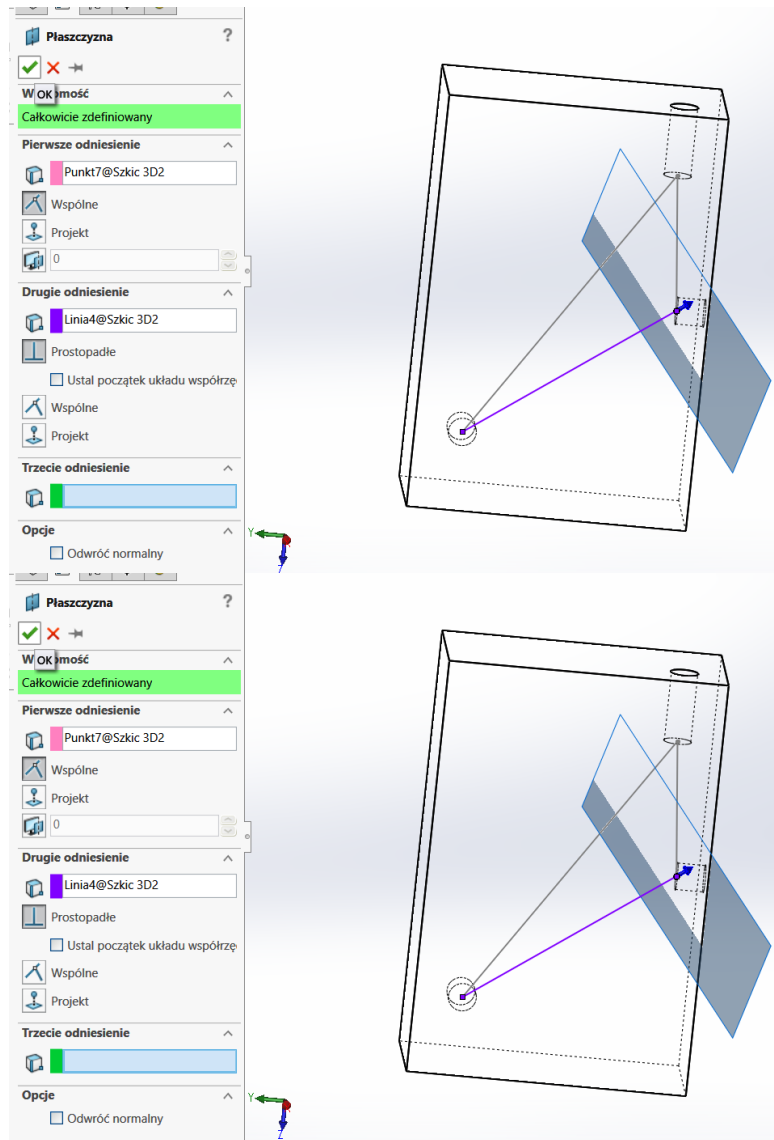 Płaszczyzna ?
OK
Całkowicie zdefiniowany
Pierwsze odniesienie
Punkt7@Szkic 3D2
Wspólne
Projekt
0
Drugie odniesienie
Linia4@Szkic 3D2
Prostopadłe
Ustal początek układu współrzę
Wspólne
Projekt
Trzecie odniesienie
Opcje
Odwróć normalny
Y
Z
Płaszczyzna ?
OK
Całkowicie zdefiniowany
Pierwsze odniesienie
Punkt7@Szkic 3D2
Wspólne
Projekt
0
Drugie odniesienie
Linia4@Szkic 3D2
Prostopadłe
Ustal początek układu współrzę
Wspólne
Projekt
Trzecie odniesienie
Opcje
Odwróć normalny
Y
Z